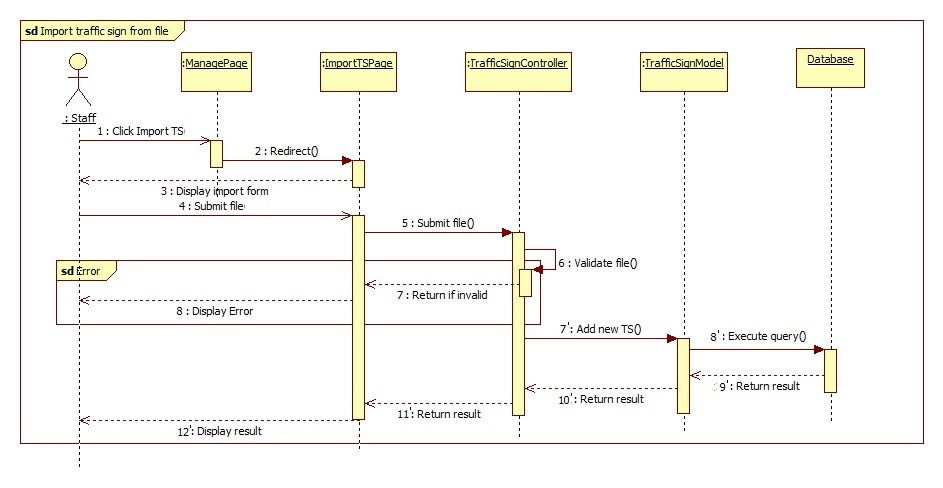 sd Import traffic sign from file
:ManagePage
:ImportTSPage
:TrafficSignController
:TrafficSignModel
Database
: Staff
1 : Click Import TS
2 : Redirect()
3 : Display import form
4 : Submit file
5 : Submit file()
6 : Validate file()
sd Error
7 : Return if invalid
8 : Display Error
7': Add new TS()
8': Execute query()
9': Return result
10': Return result
11': Return result
12': Display result